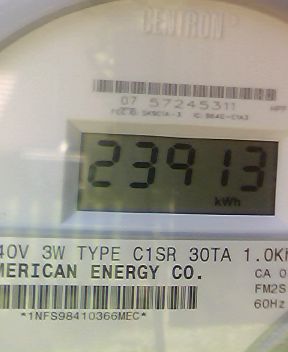 CENTRON
07 57245311
23913
kWh
40V 3W TYPE C1SR 30TA 1.0K
MERICAN ENERGY CO.
CA 0
FM2S
60Hz
*1NFS98410366MEC*